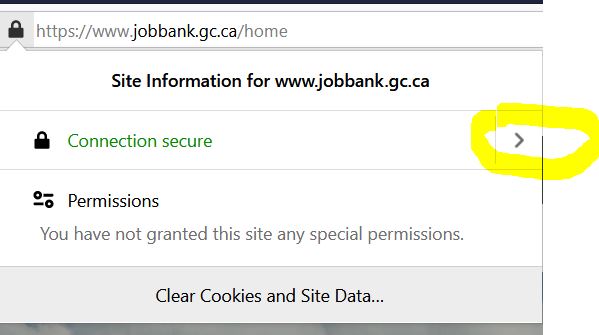 https://www.jobbank.gc.ca/home
Site Information for www.jobbank.gc.ca
Connection secure
Permissions
You have not granted this site any special permissions.
Clear Cookies and Site Data...